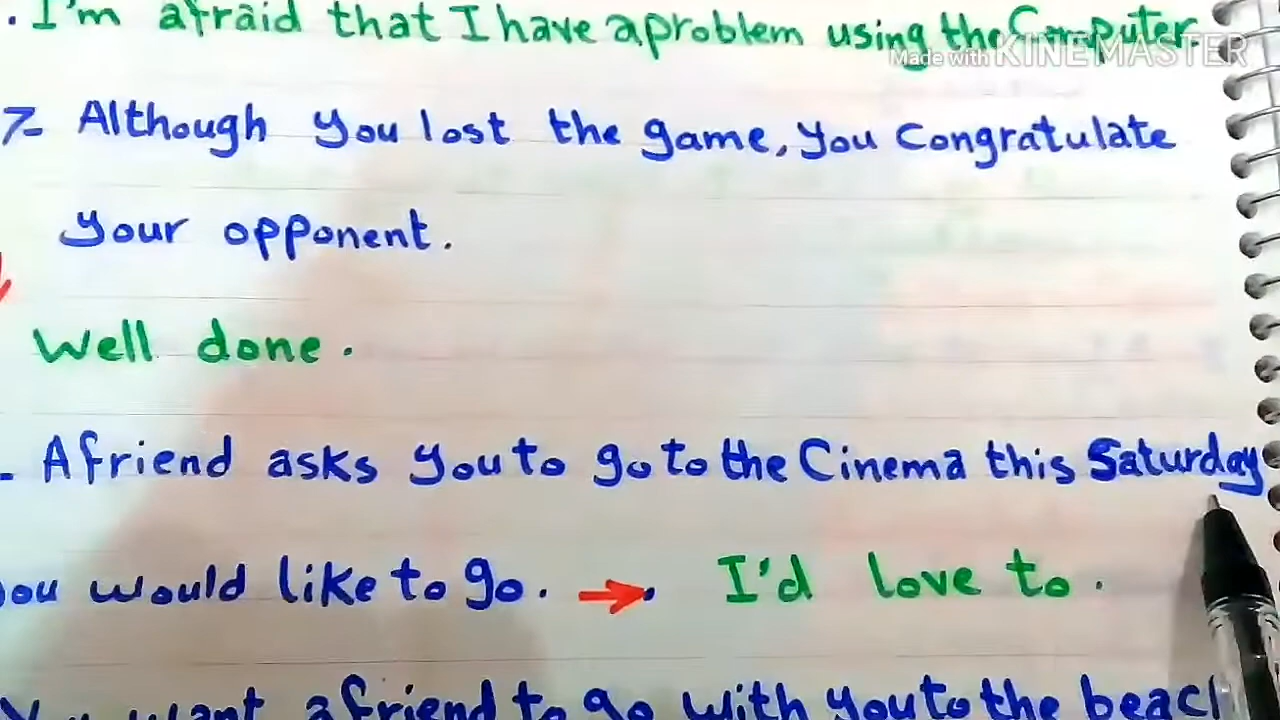 . I'm afraid that I have a problem using the Computer.
Made with KINEMASTER
7- Although you lost the game, you Congratulate
your opponent.
Well done.
- A friend asks you to go to the Cinema this Saturday
you would like to go. → I'd love to.
You want a friend to go with you to the beach